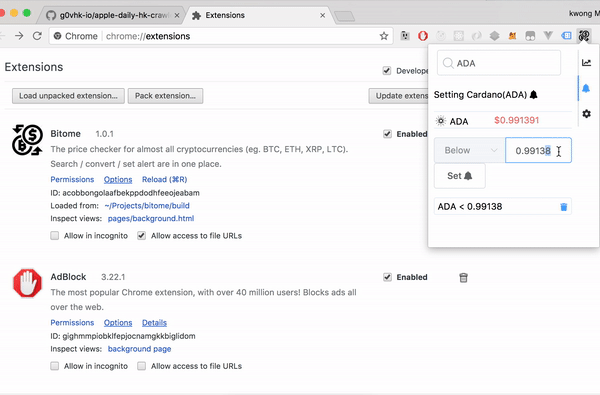 g0vhk-io/apple-daily-hk-crawl
Extensions
kwong M
Chrome
chrome://extensions
Extensions
Develope
Load unpacked extension...
Pack extension...
Update extens
Bitome 1.0.1
Enabled
The price checker for almost all cryptocurrencies (eg. BTC, ETH, XRP, LTC).
Search / convert / set alert are in one place.
Permissions Options Reload (⌘R)
ID: acobbongolaafbekppdodhfeeojeabam
Loaded from: ~/Projects/bitome/build
Inspect views: pages/background.html
Allow in incognito Allow access to file URLs
AdBlock 3.22.1
Enabled
The most popular Chrome extension, with over 40 million users! Blocks ads all
over the web.
Permissions Options Details
ID: gighmmpiobklfepjocnamgkkbiglidom
Inspect views: background page
Allow in incognito Allow access to file URLs
ADA
Setting Cardano(ADA)
ADA $0.991391
Below 0.99138
Set
ADA < 0.99138